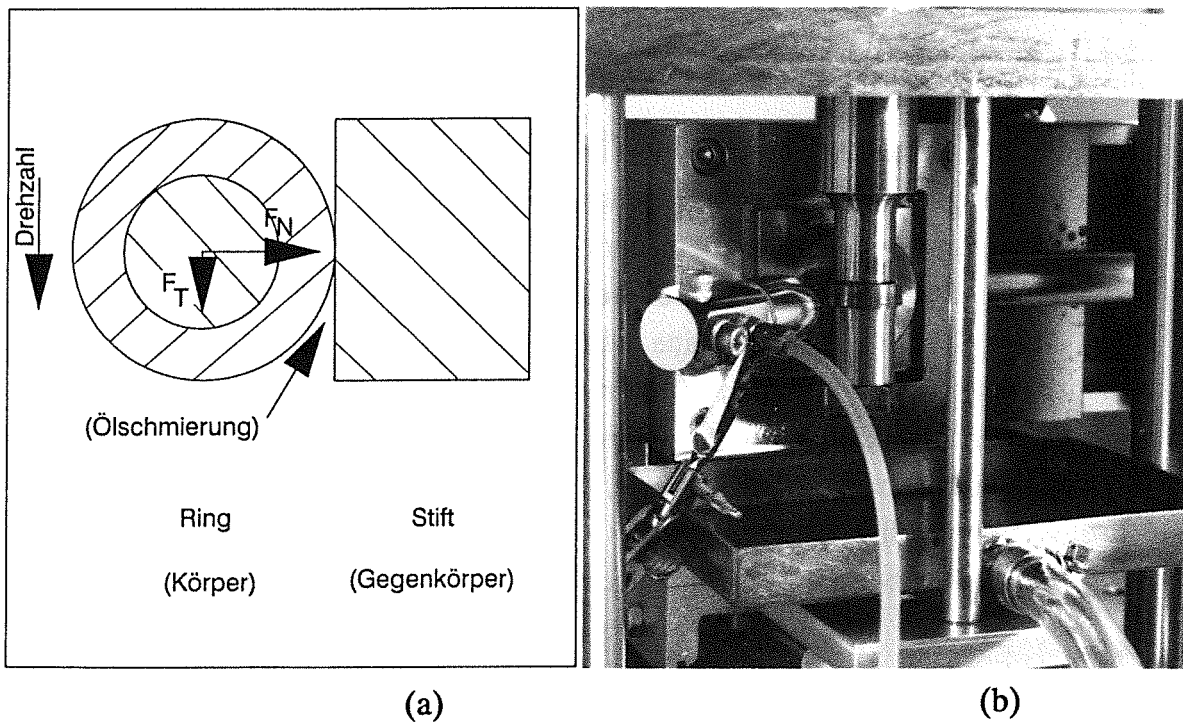 Drehzahl
F_N
F_T
(Ölschmierung)
Ring
Stift
(Körper)
(Gegenkörper)
(a)
(b)